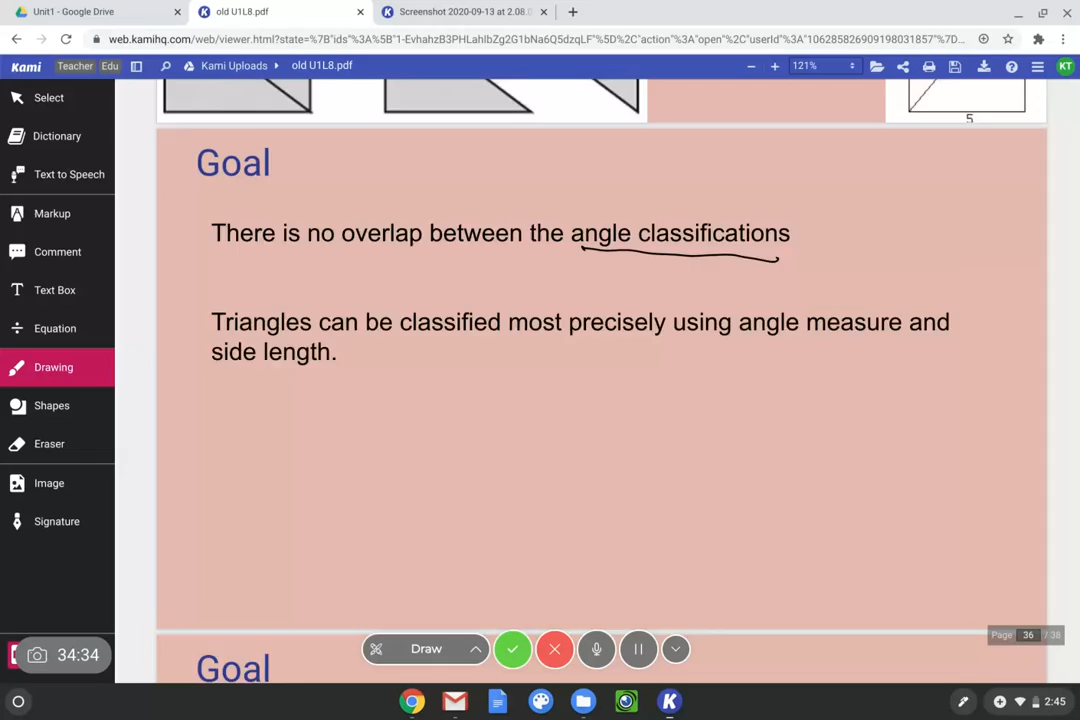 Unit1 - Google Drive
old U1L8.pdf
Screenshot 2020-09-13 at 2.08.
web.kamihq.com/web/viewer.html?state=%7B"ids"%3A%5B"1-EvhahzB3PHLahIbZg2G1bNa6Q5dzqLF"%5D%2C"action"%3A"open"%2C"userId"%3A"106285826909198031857"%7D...
Kami Teacher Edu Kami Uploads old U1L8.pdf 121% KT
Select
Dictionary
Text to Speech
Markup
Comment
Text Box
Equation
Drawing
Shapes
Eraser
Image
Signature
5
Goal
There is no overlap between the angle classifications
Triangles can be classified most precisely using angle measure and
side length.
Page 36 / 38
34:34
Draw
Goal
2:45